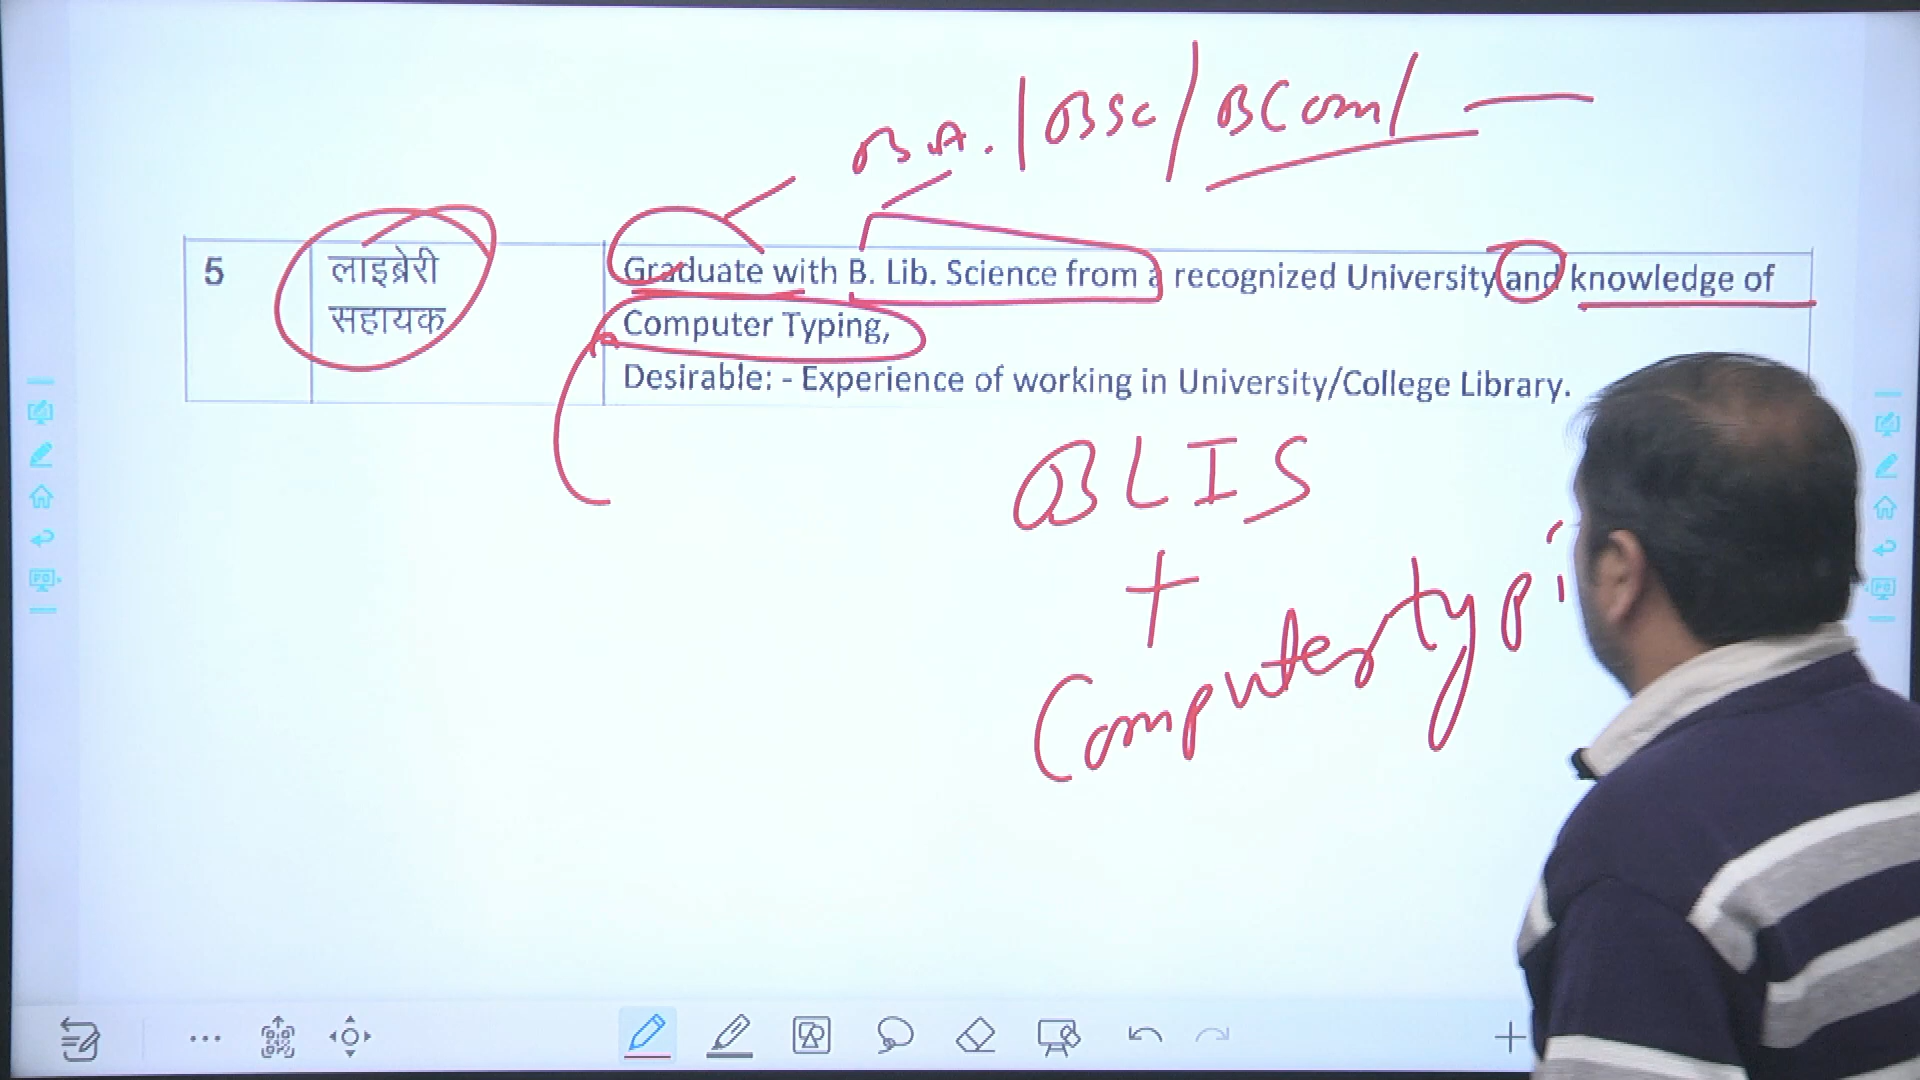 B.A. / BSc / BCom / —
5
लाइब्रेरी
सहायक
Graduate with B. Lib. Science from a recognized University and knowledge of
Computer Typing,
Desirable: - Experience of working in University/College Library.
BLIS
+
Computer typi